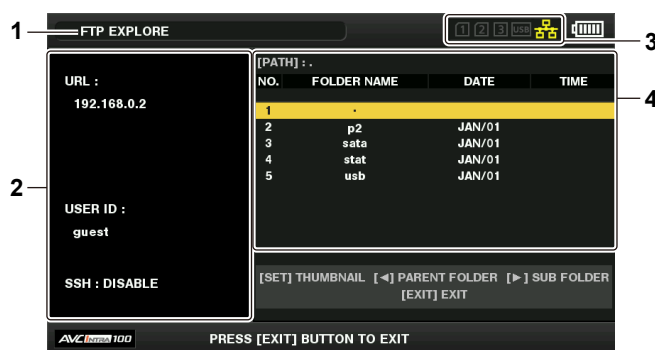 1
FTP EXPLORE
1 2 3 USB
3
[PATH] : .
URL :
NO. FOLDER NAME DATE TIME
4
192.168.0.2
1 .
2 p2 JAN/01
3 sata JAN/01
4 stat JAN/01
5 usb JAN/01
2
USER ID :
guest
SSH : DISABLE
[SET] THUMBNAIL [◄] PARENT FOLDER [►] SUB FOLDER
[EXIT] EXIT
AVC INTRA 100
PRESS [EXIT] BUTTON TO EXIT